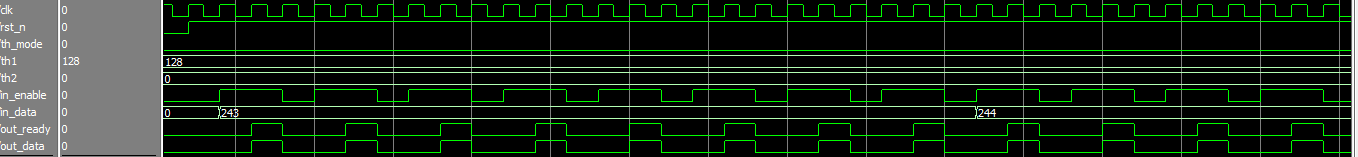 /clk 0
/rst_n 0
/th_mode 0
/th1 128 128
/th2 0 0
/in_enable 0
/in_data 0 0 243 244
/out_ready 0
/out_data 0